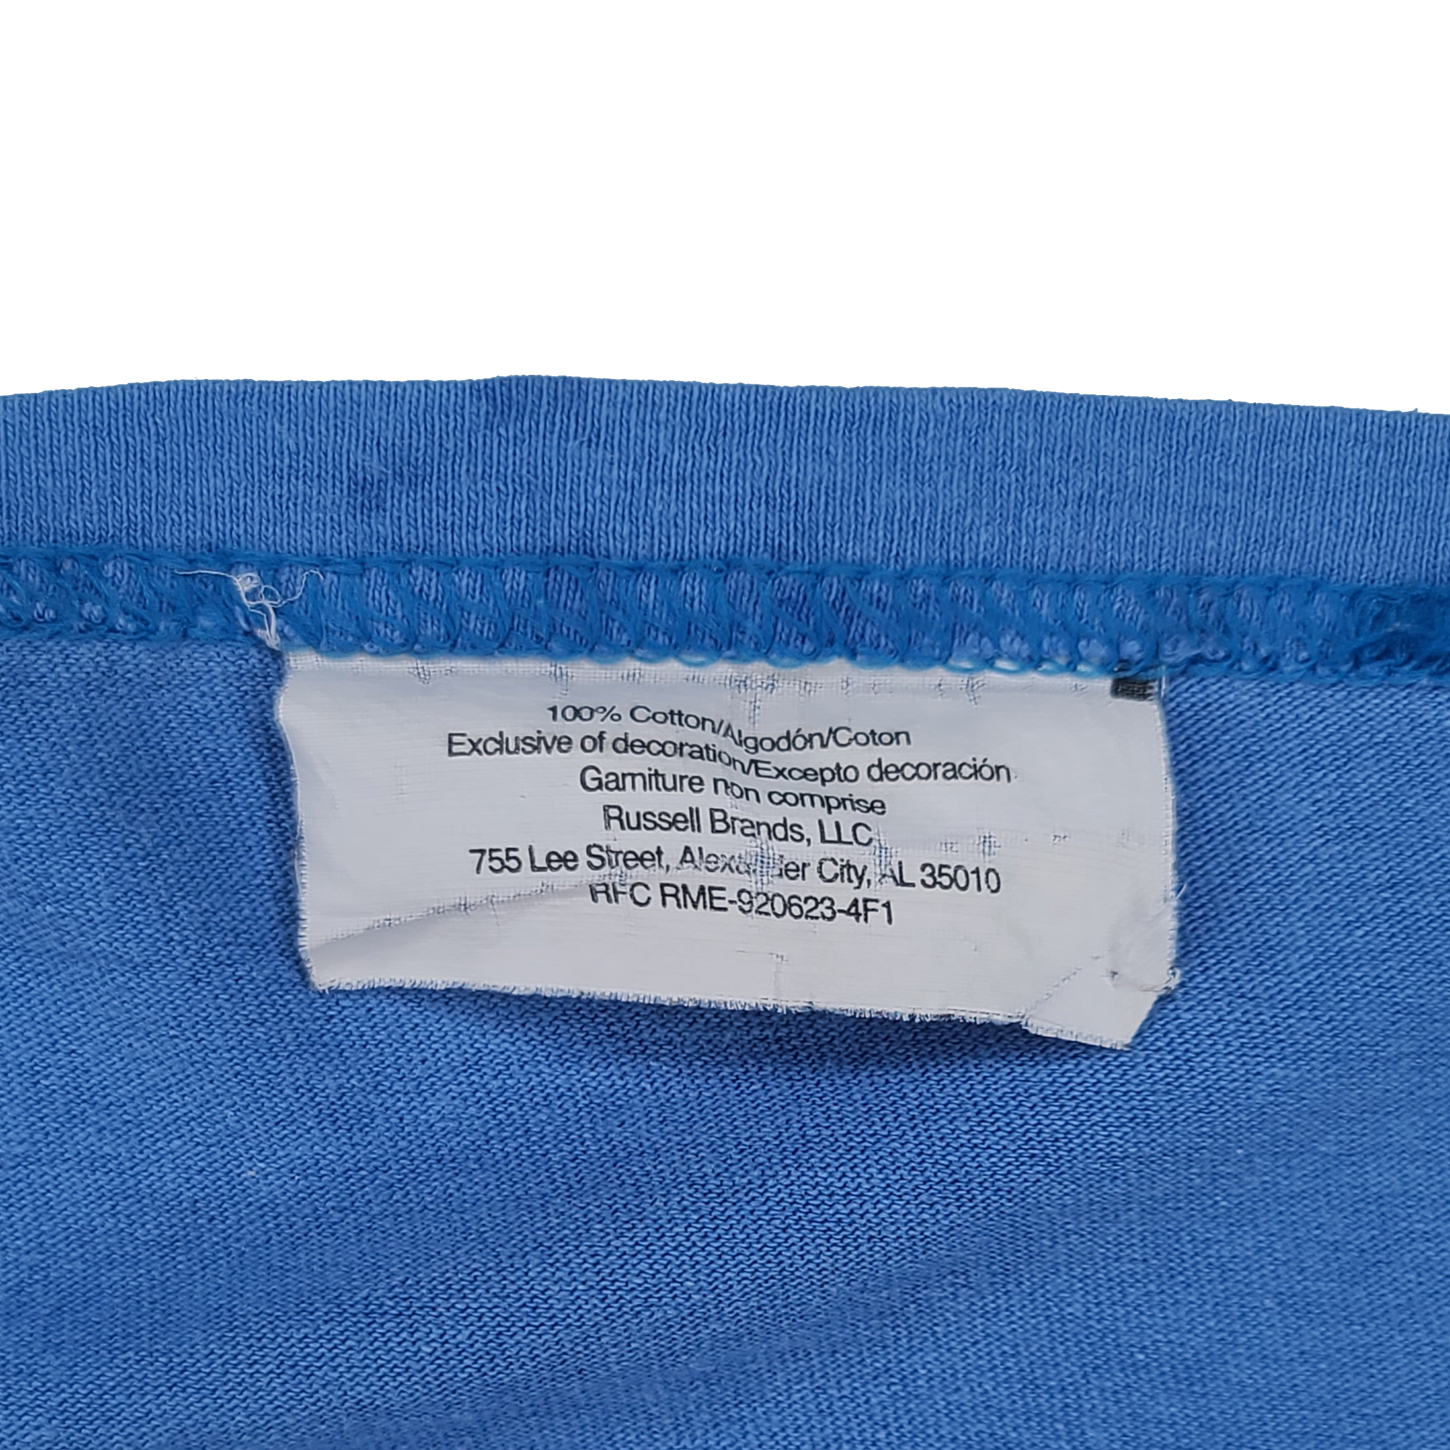 100% Cotton/Algodón/Coton
Exclusive of decoration/Excepto decoración
Garniture non comprise
Russell Brands, LLC
755 Lee Street, Alexander City, AL 35010
RFC RME-920623-4F1